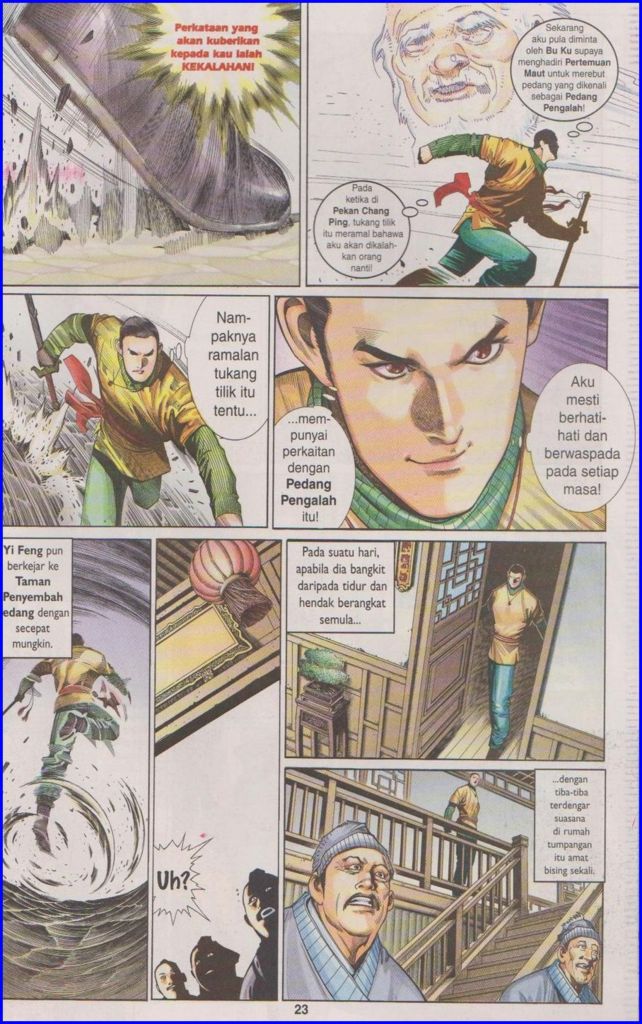 Perkataan yang
akan kuberikan
kepada kau ialah
KEKALAHAN!
Sekarang
aku pula diminta
oleh Bu Ku supaya
menghadiri Pertemuan
Maut untuk merebut
pedang yang dikenali
sebagai Pedang
Pengalah!
Pada
ketika di
Pekan Chang
Ping, tukang tilik
itu meramal bahawa
aku akan dikalah-
kan orang
nanti!
Nam-
paknya
ramalan
tukang
tilik itu
tentu...
...mem-
punyai
perkaitan
dengan
Pedang
Pengalah
itu!
Aku
mesti
berhati-
hati dan
berwaspada
pada setiap
masa!
Yi Feng pun
berkejar ke
Taman
Penyembah
edang dengan
secepat
mungkin.
Uh?
Pada suatu hari,
apabila dia bangkit
daripada tidur dan
hendak berangkat
semula...
...dengan
tiba-tiba
terdengar
suasana
di rumah
tumpangan
itu amat
bising sekali.
23